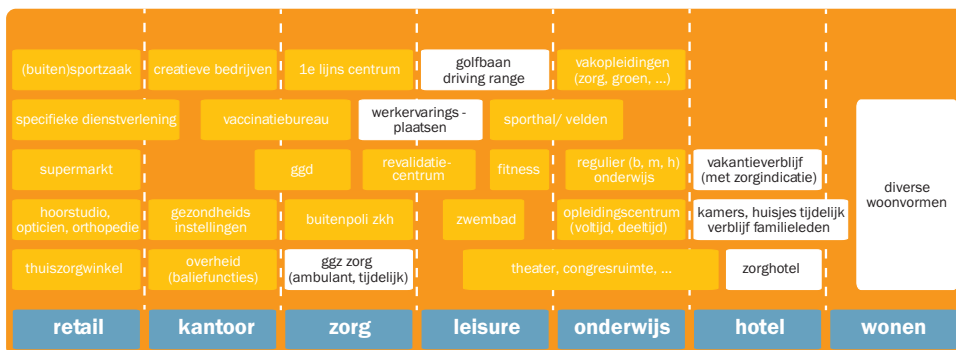 (buiten)sportzaak
creatieve bedrijven
1e lijns centrum
golfbaan
driving range
vakopleidingen
(zorg, groen, ...)
specifieke dienstverlening
vaccinatiebureau
werkervarings -
plaatsen
sporthal/ velden
supermarkt
ggd
revalidatie-
centrum
fitness
regulier (b, m, h)
onderwijs
vakantieverblijf
(met zorgindicatie)
diverse
woonvormen
hoorstudio,
opticien, orthopedie
gezondheids
instellingen
buitenpoli zkh
zwembad
opleidingscentrum
(voltijd, deeltijd)
kamers, huisjes tijdelijk
verblijf familieleden
thuiszorgwinkel
overheid
(baliefuncties)
ggz zorg
(ambulant, tijdelijk)
theater, congresruimte, ...
zorghotel
retail
kantoor
zorg
leisure
onderwijs
hotel
wonen